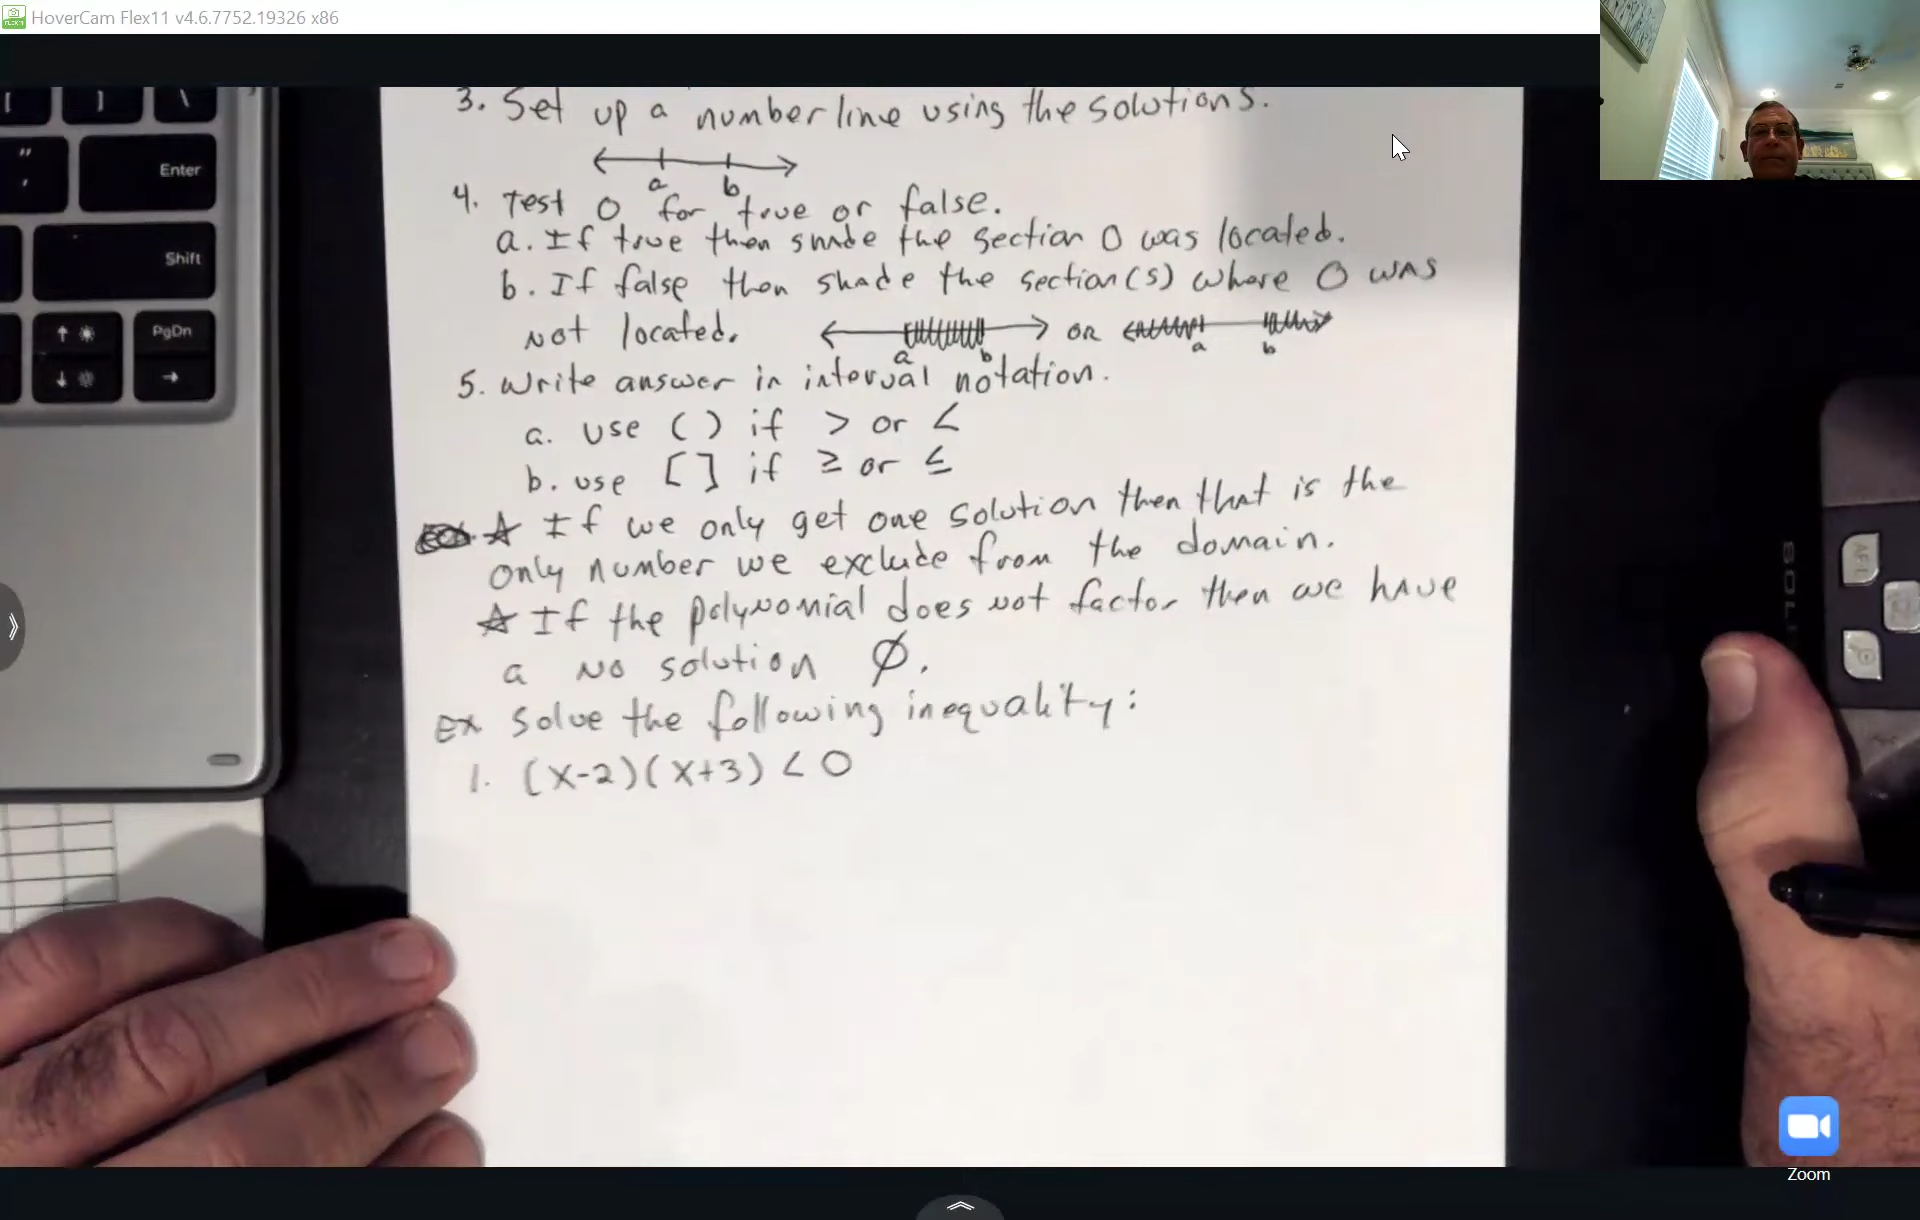 HoverCam Flex11 v4.6.7752.19326 x86
3. Set up a number line using the solutions.
a b
4. Test 0 for true or false.
a. If true then shade the section 0 was located.
b. If false then shade the section(s) where 0 was
not located. OR
a b a b
5. Write answer in interval notation.
a. use ( ) if > or <
b. use [ ] if ≥ or ≤
☆ If we only get one solution then that is the
only number we exclude from the domain.
☆ If the polynomial does not factor then we have
a no solution Ø.
Ex Solve the following inequality:
1. (x-2)(x+3) < 0
[ ] \
" '
Enter
Shift
↑ PgDn
↓ →
Zoom